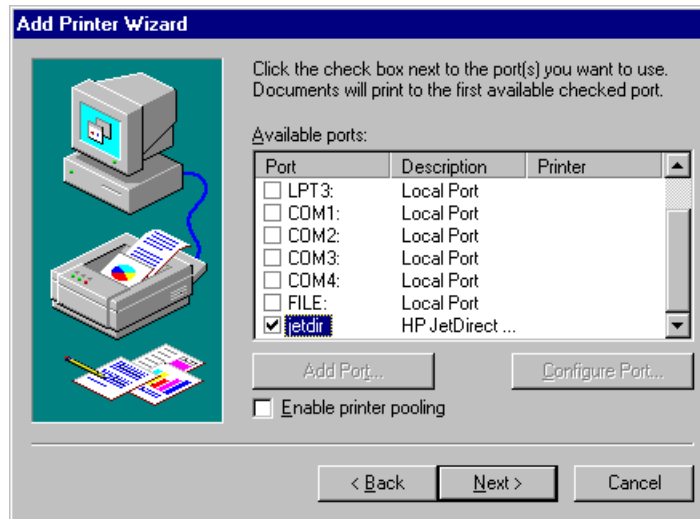 Add Printer Wizard
Click the check box next to the port(s) you want to use.
Documents will print to the first available checked port.
Available ports:
Port Description Printer
LPT3: Local Port
COM1: Local Port
COM2: Local Port
COM3: Local Port
COM4: Local Port
FILE: Local Port
jetdir HP JetDirect ...
Add Port... Configure Port...
Enable printer pooling
< Back Next > Cancel